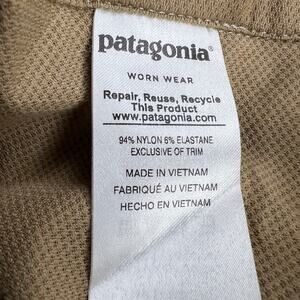 patagonia®
WORN WEAR
Repair, Reuse, Recycle
This Product
www.patagonia.com
94% NYLON 6% ELASTANE
EXCLUSIVE OF TRIM
MADE IN VIETNAM
FABRIQUÉ AU VIETNAM
HECHO EN VIETNAM